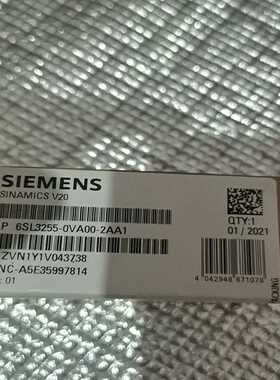 SIEMENS
SINAMICS V20
P 6SL3255-0VA00-2AA1
QTY:1
01 / 2021
ZVN1Y1V043738
NC-A5E35997814
: 01
4 042948 671078